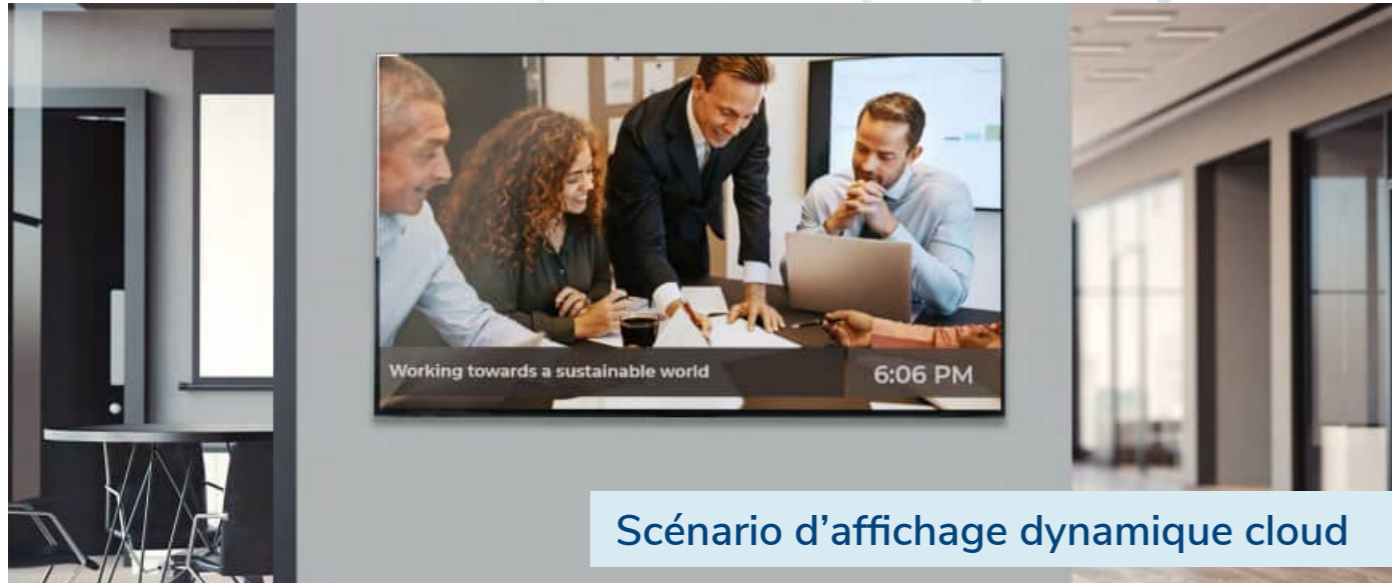 Working towards a sustainable world
6:06 PM
Scénario d’affichage dynamique cloud